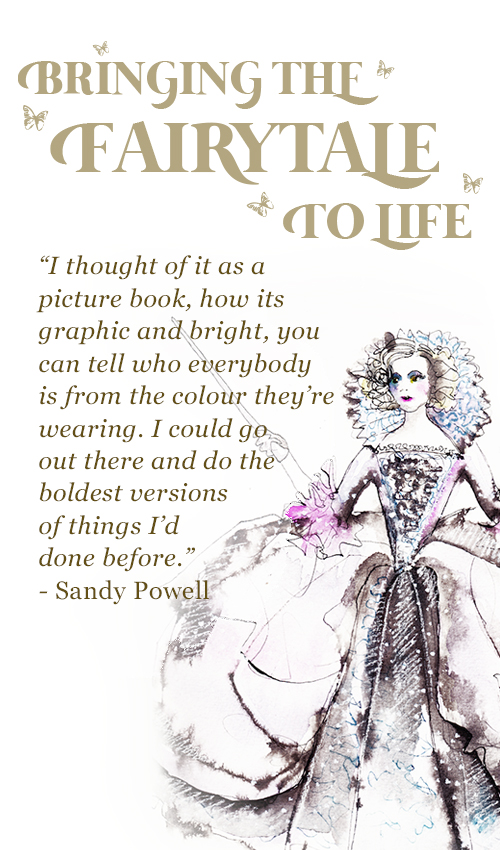 BRINGING THE
FAIRYTALE
TO LIFE
“I thought of it as a
picture book, how its
graphic and bright, you
can tell who everybody
is from the colour they’re
wearing. I could go
out there and do the
boldest versions
of things I’d
done before.”
- Sandy Powell